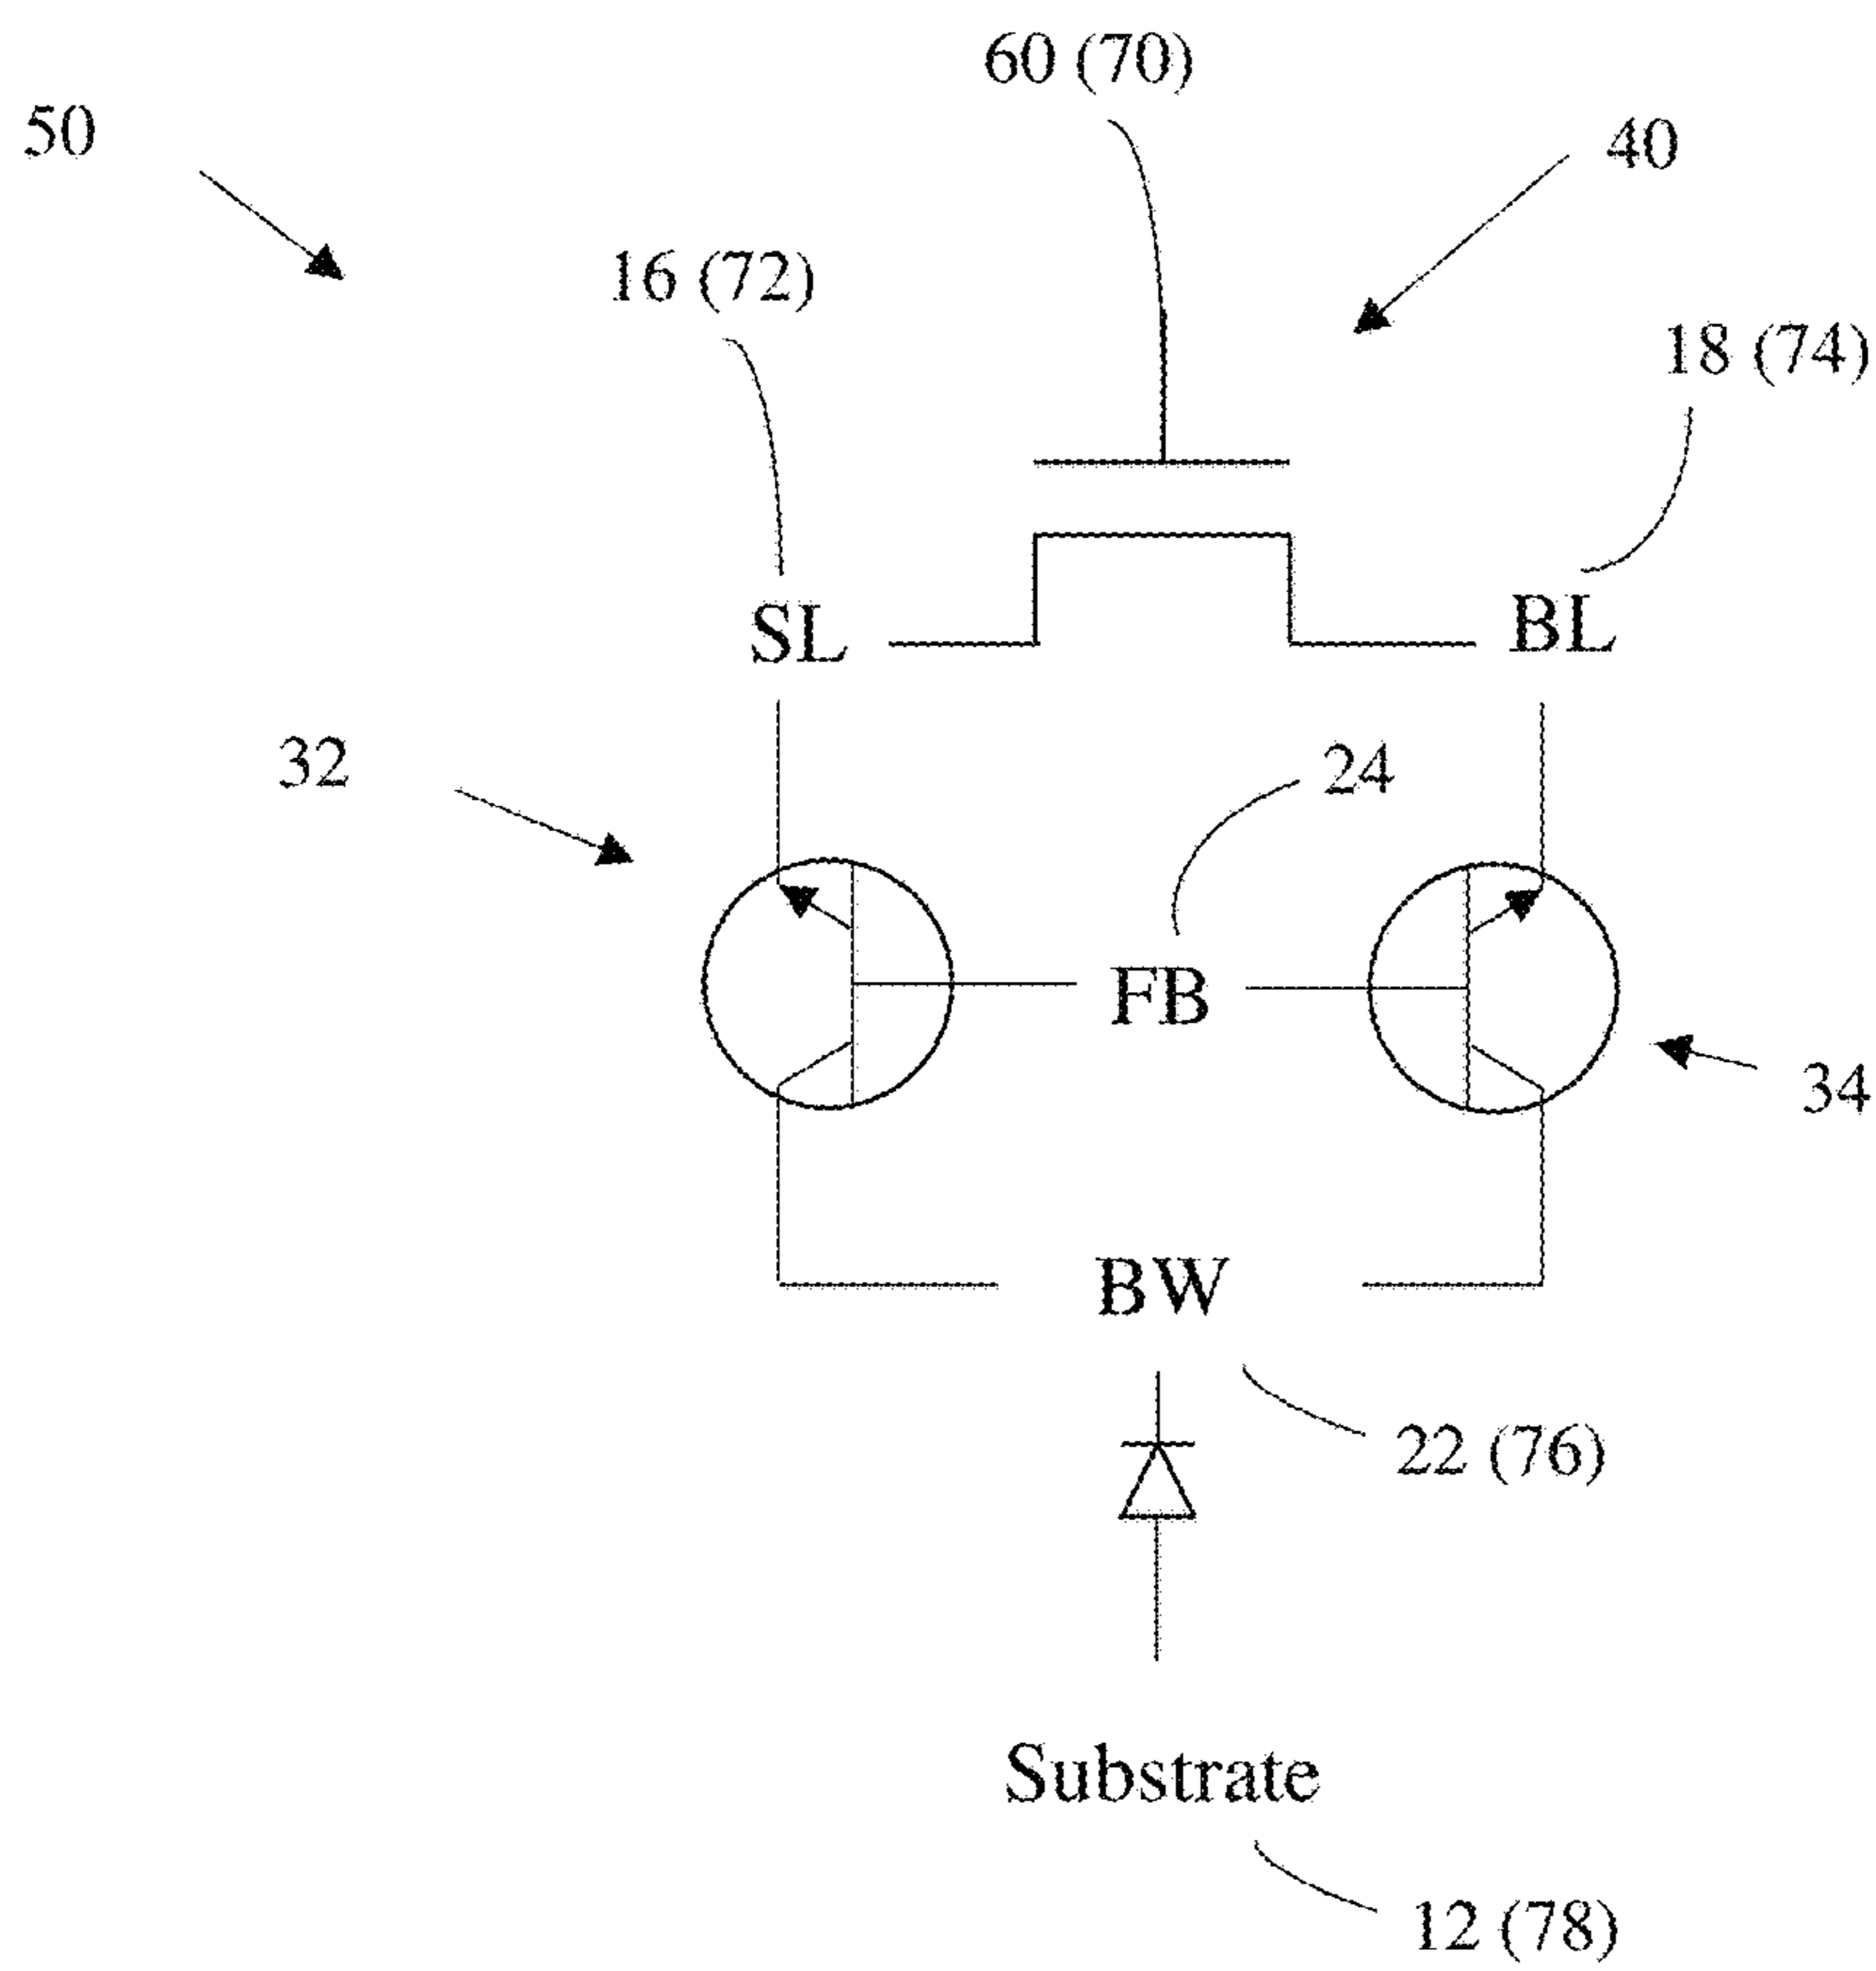 60 (70)
50
40
16 (72)
18 (74)
SL
BL
32
24
FB
34
BW
22 (76)
Substrate
12 (78)